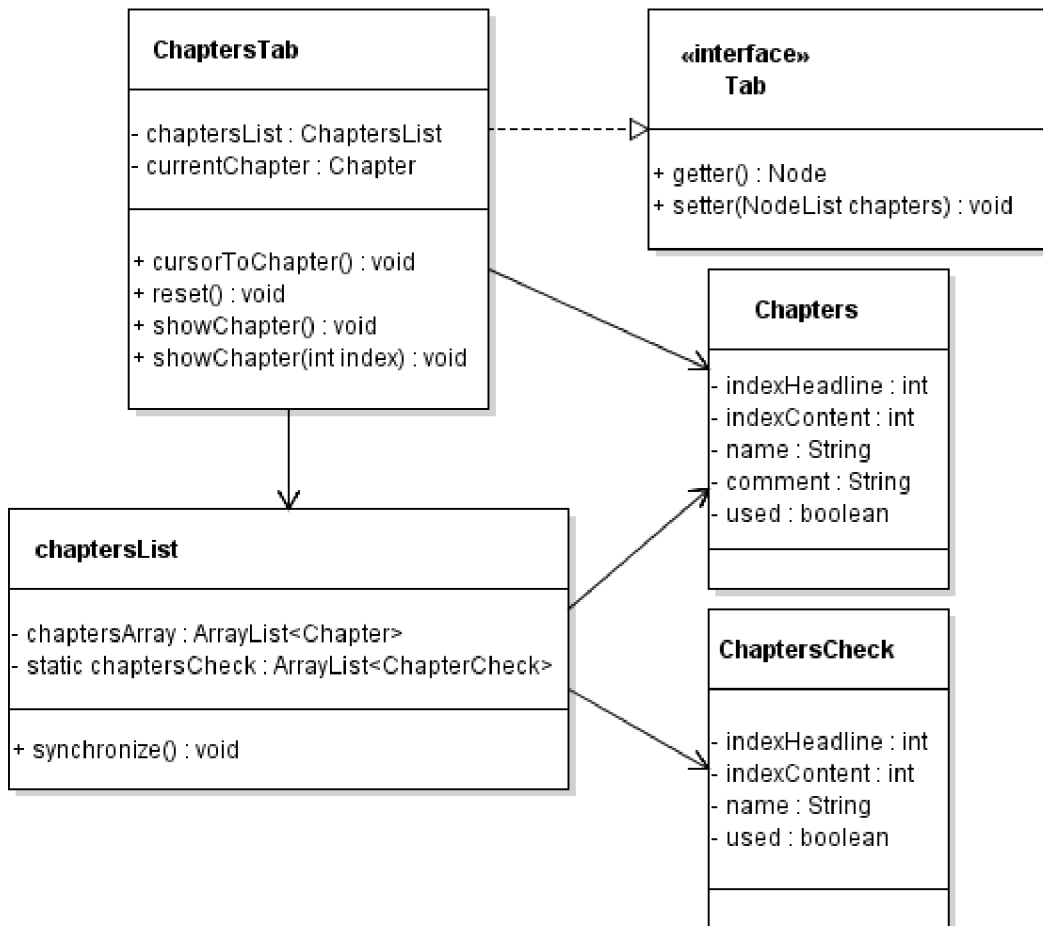 ChaptersTab
- chaptersList : ChaptersList
- currentChapter : Chapter
+ cursorToChapter() : void
+ reset() : void
+ showChapter() : void
+ showChapter(int index) : void
«interface»
Tab
+ getter() : Node
+ setter(NodeList chapters) : void
Chapters
- indexHeadline : int
- indexContent : int
- name : String
- comment : String
- used : boolean
chaptersList
- chaptersArray : ArrayList<Chapter>
- static chaptersCheck : ArrayList<ChapterCheck>
+ synchronize() : void
ChaptersCheck
- indexHeadline : int
- indexContent : int
- name : String
- used : boolean